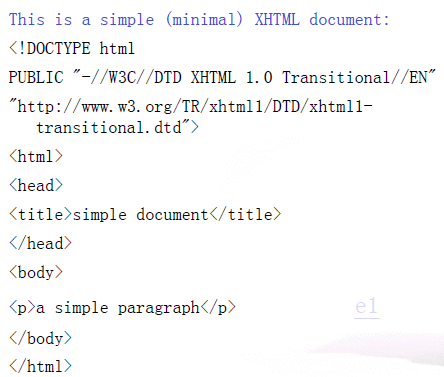 This is a simple (minimal) XHTML document:
<!DOCTYPE html
PUBLIC "-//W3C//DTD XHTML 1.0 Transitional//EN"
"http://www.w3.org/TR/xhtml1/DTD/xhtml1-
transitional.dtd">
<html>
<head>
<title>simple document</title>
</head>
<body>
<p>a simple paragraph</p>
e1
</body>
</html>